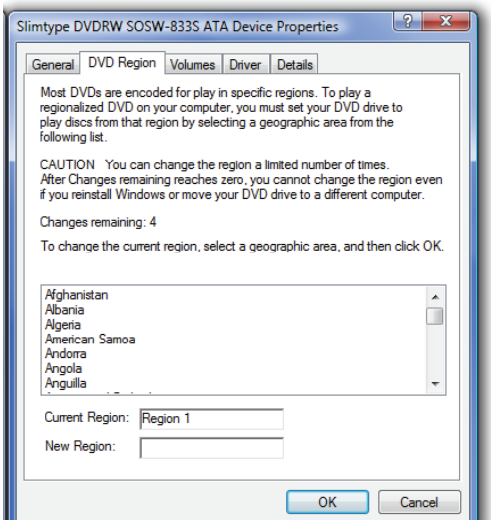 Slimtype DVDRW SOSW-833S ATA Device Properties
General DVD Region Volumes Driver Details
Most DVDs are encoded for play in specific regions. To play a
regionalized DVD on your computer, you must set your DVD drive to
play discs from that region by selecting a geographic area from the
following list.
CAUTION You can change the region a limited number of times.
After Changes remaining reaches zero, you cannot change the region even
if you reinstall Windows or move your DVD drive to a different computer.
Changes remaining: 4
To change the current region, select a geographic area, and then click OK.
Afghanistan
Albania
Algeria
American Samoa
Andorra
Angola
Anguilla
Current Region: Region 1
New Region:
OK Cancel